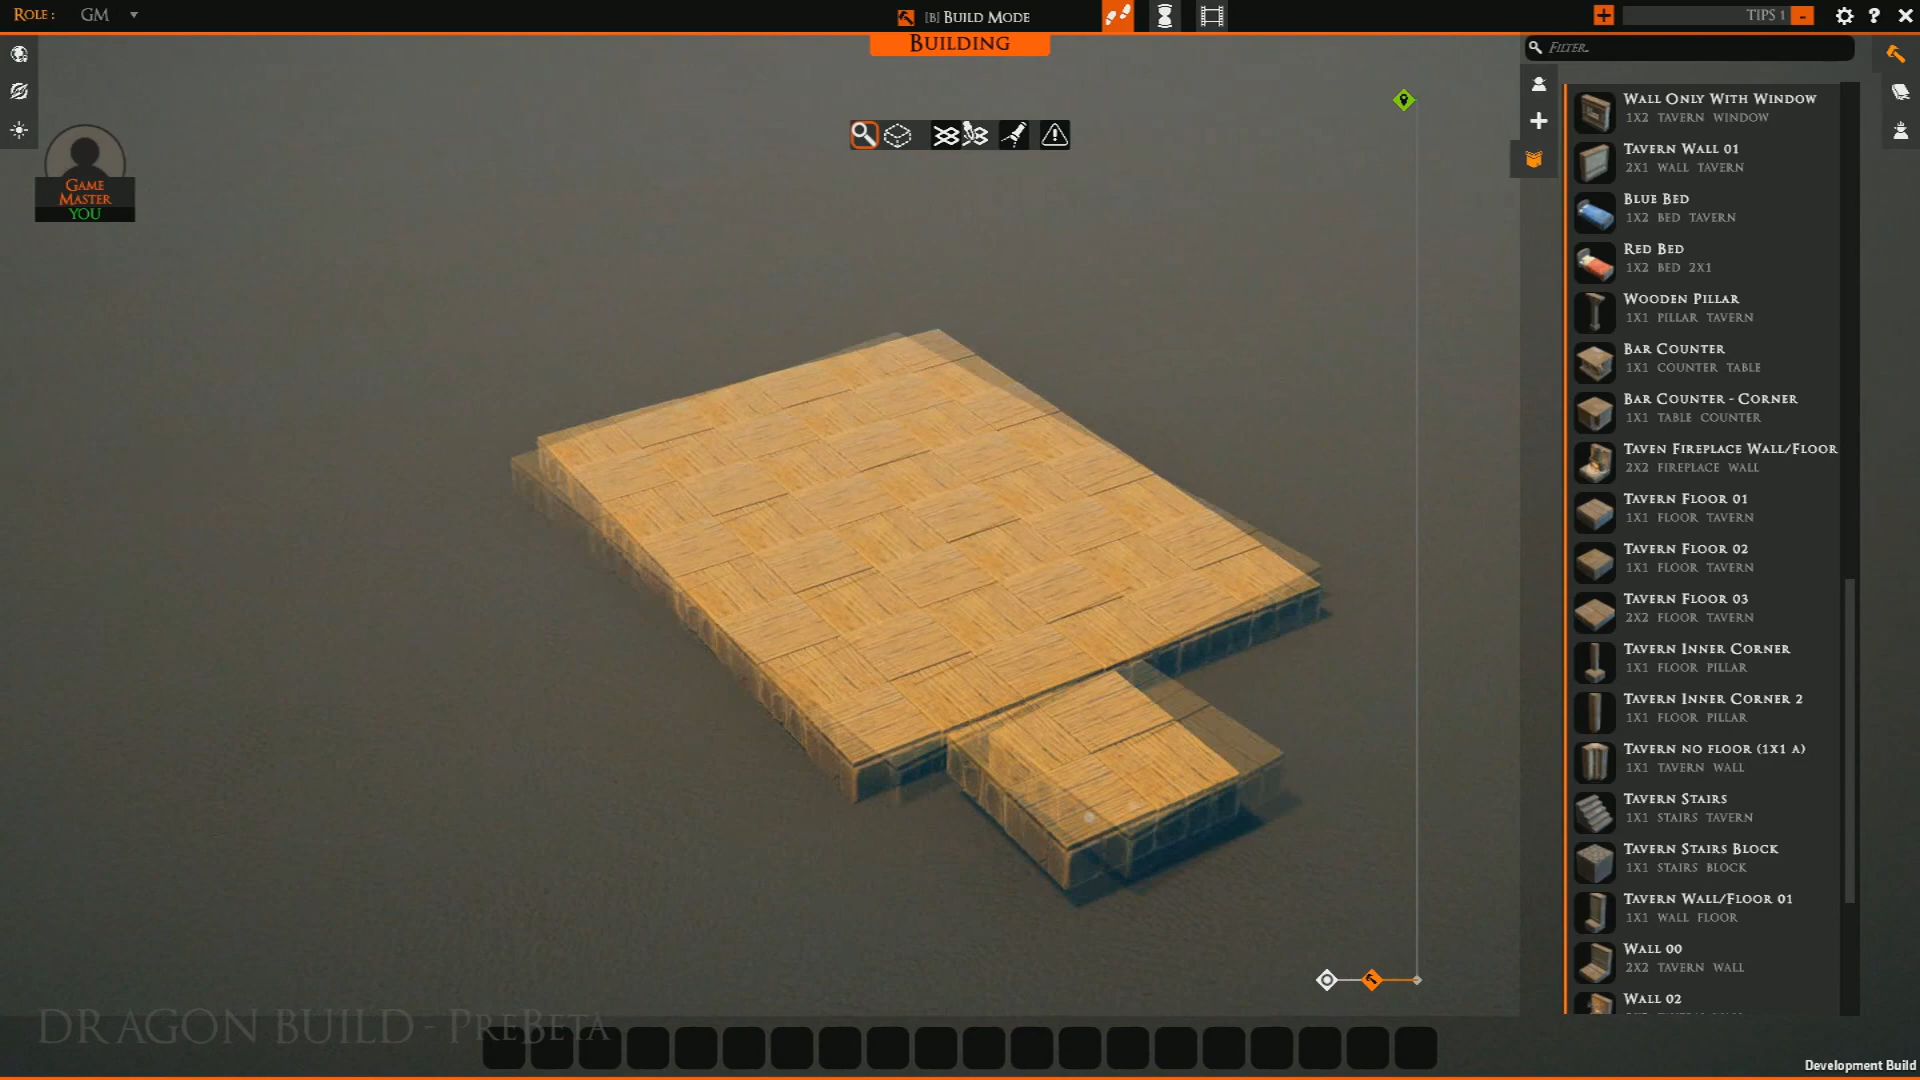 Role :
GM
[B] Build Mode
TIPS 1
Building
Filter..
Game
Master
YOU
Wall Only With Window
1x2 Tavern Window
Tavern Wall 01
2x1 Wall Tavern
Blue Bed
1x2 Bed Tavern
Red Bed
1x2 Bed 2x1
Wooden Pillar
1x1 Pillar Tavern
Bar Counter
1x1 Counter Table
Bar Counter - Corner
1x1 Table Counter
Taven Fireplace Wall/Floor
2x2 Fireplace Wall
Tavern Floor 01
1x1 Floor Tavern
Tavern Floor 02
1x1 Floor Tavern
Tavern Floor 03
2x2 Floor Tavern
Tavern Inner Corner
1x1 Floor Pillar
Tavern Inner Corner 2
1x1 Floor Pillar
Tavern no floor (1x1 A)
1x1 Tavern Wall
Tavern Stairs
1x1 Stairs Tavern
Tavern Stairs Block
1x1 Stairs Block
Tavern Wall/Floor 01
1x1 Wall Floor
Wall 00
2x2 Tavern Wall
Wall 02
DRAGON BUILD - PreBeta
Development Build